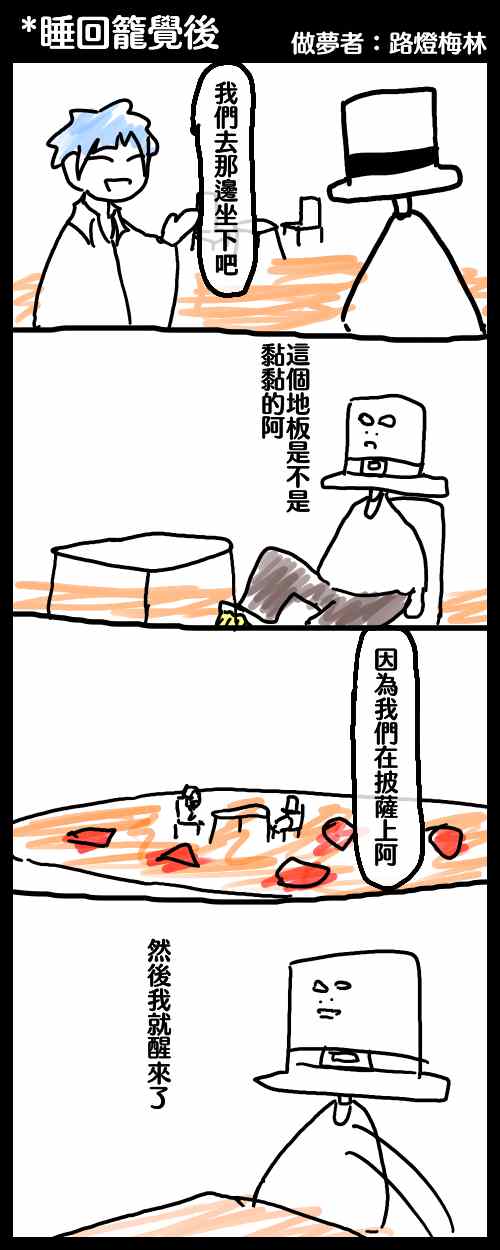 *睡回籠覺後
做夢者：路燈梅林
我們去那邊坐下吧
這個地板是不是
黏黏的阿
因為我們在披薩上阿
然後我就醒來了